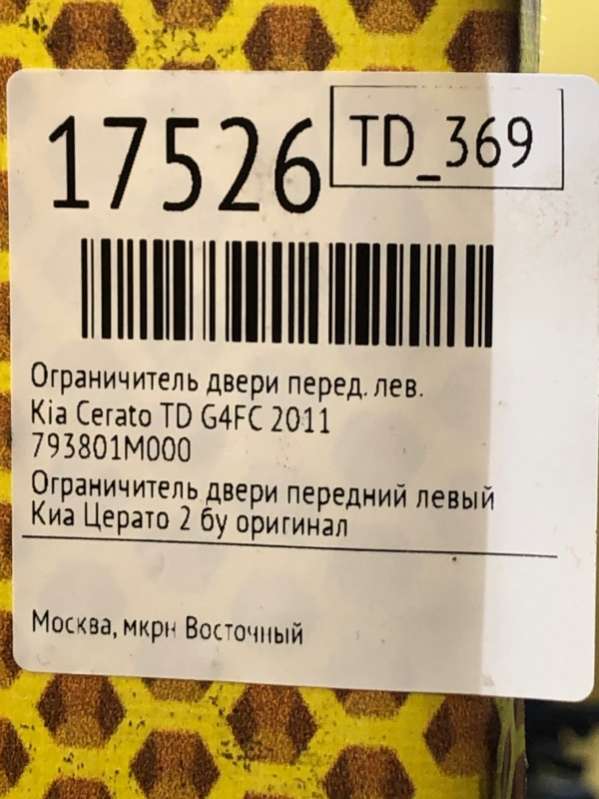 17526
TD_369
Ограничитель двери перед. лев.
Kia Cerato TD G4FC 2011
793801M000
Ограничитель двери передний левый
Киа Церато 2 бу оригинал
Москва, мкрн Восточный